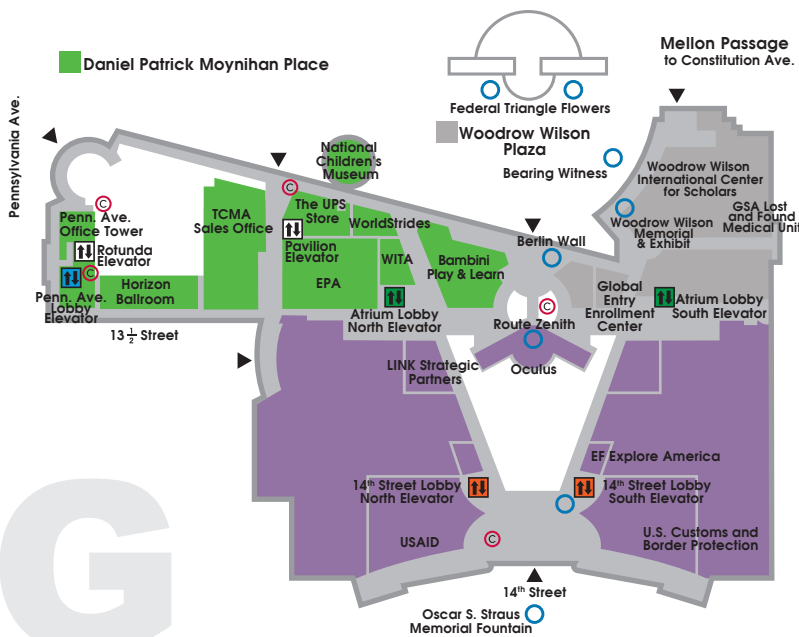 Daniel Patrick Moynihan Place
Mellon Passage
to Constitution Ave.
Federal Triangle Flowers
Woodrow Wilson
Plaza
Pennsylvania Ave.
National
Children's
Museum
Bearing Witness
Woodrow Wilson
International Center
for Scholars
GSA Lost
and Found
Medical Unit
Woodrow Wilson
Memorial
& Exhibit
C
C
Penn. Ave.
Office Tower
TCMA
Sales Office
The UPS
Store
WorldStrides
Berlin Wall
Rotunda
Elevator
Pavilion
Elevator
WITA
Bambini
Play & Learn
C
Horizon
Ballroom
EPA
Penn. Ave.
Lobby
Elevator
Atrium Lobby
North Elevator
C
Route Zenith
Global
Entry
Enrollment
Center
Atrium Lobby
South Elevator
13 ½ Street
LINK Strategic
Partners
Oculus
EF Explore America
14th Street Lobby
North Elevator
14th Street Lobby
South Elevator
USAID
C
U.S. Customs and
Border Protection
14th Street
Oscar S. Straus
Memorial Fountain
G